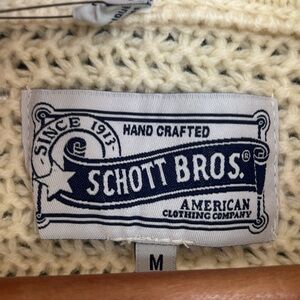 SINCE 1913
HAND CRAFTED
SCHOTT BROS.®
AMERICAN
CLOTHING COMPANY
M